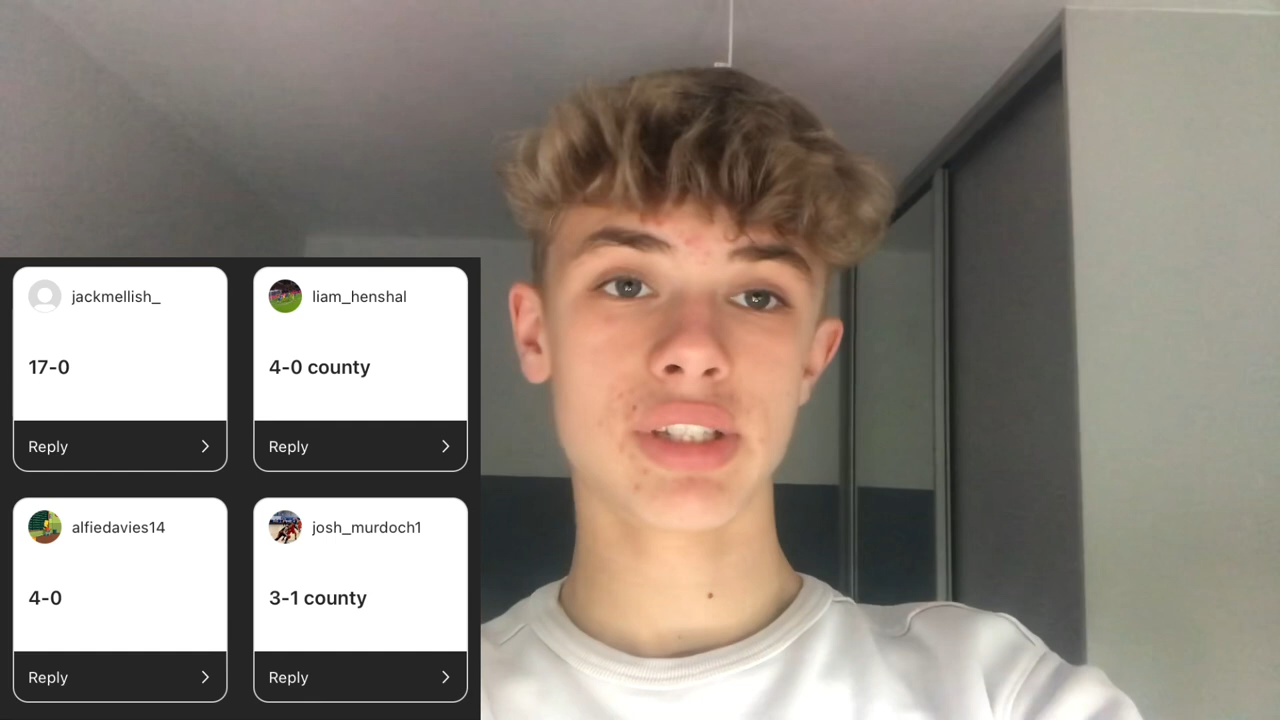 jackmellish_
17-0
Reply
liam_henshal
4-0 county
Reply
alfiedavies14
4-0
Reply
josh_murdoch1
3-1 county
Reply